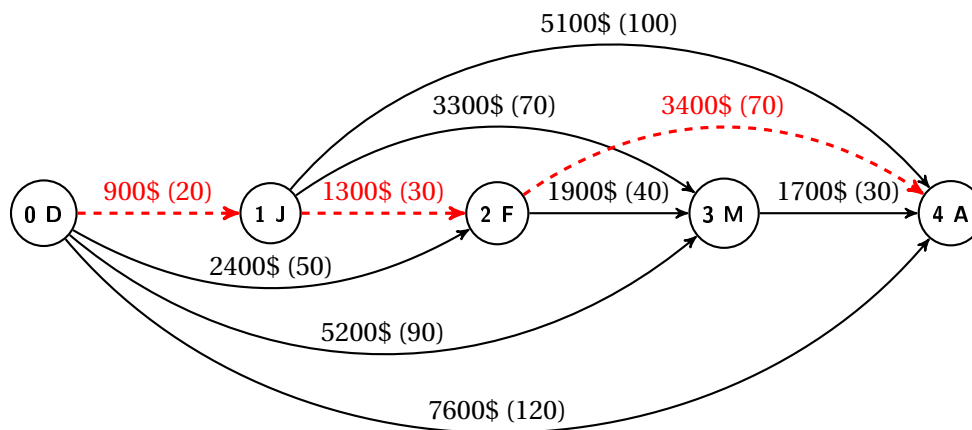 5100$ (100)
3300$ (70)
3400$ (70)
900$ (20)
1300$ (30)
1900$ (40)
1700$ (30)
0 D
1 J
2 F
3 M
4 A
2400$ (50)
5200$ (90)
7600$ (120)